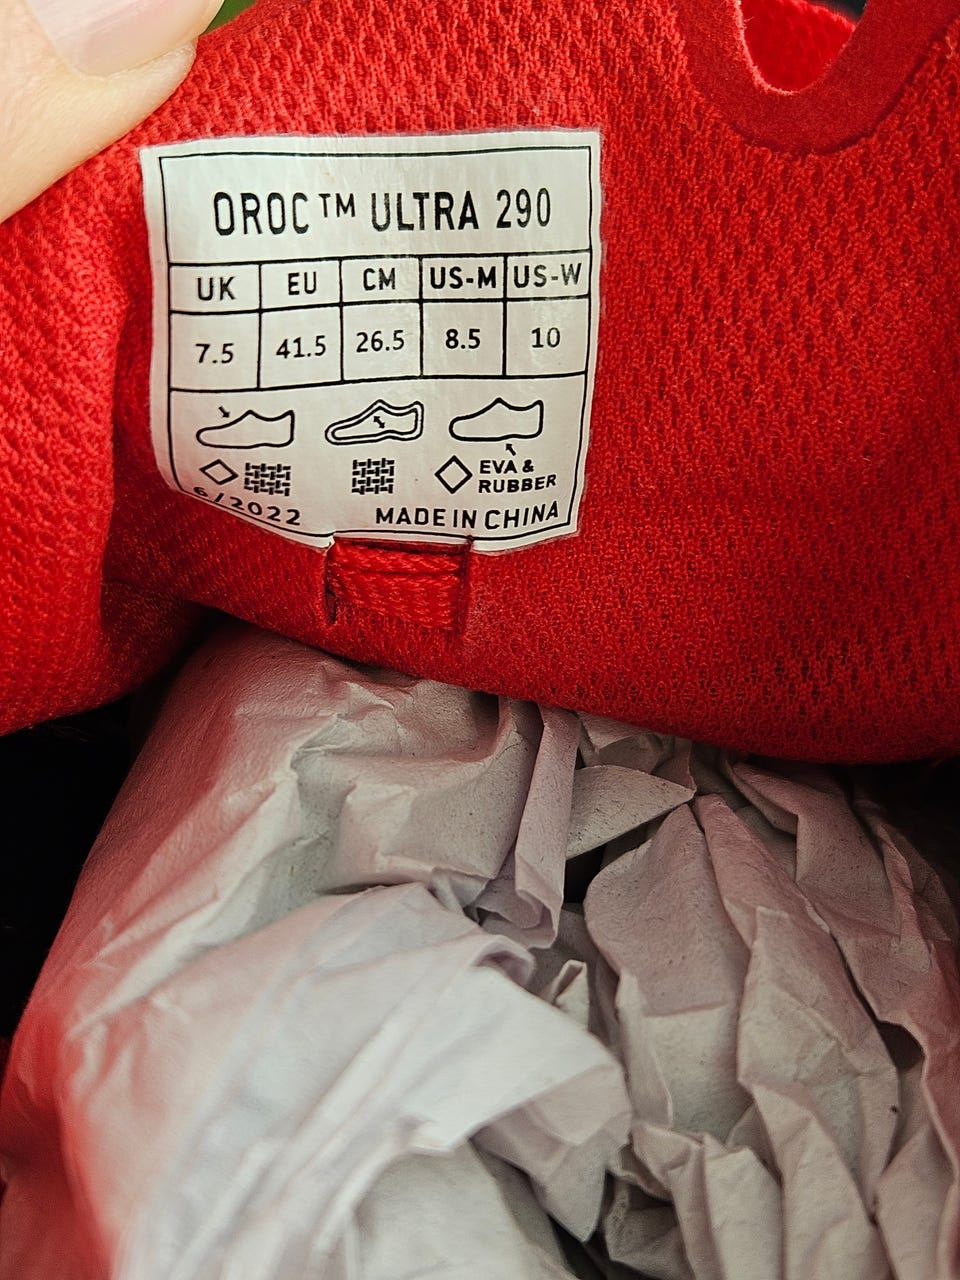 OROC™ ULTRA 290
UK EU CM US-M US-W
7.5 41.5 26.5 8.5 10
EVA &
RUBBER
6/2022 MADE IN CHINA